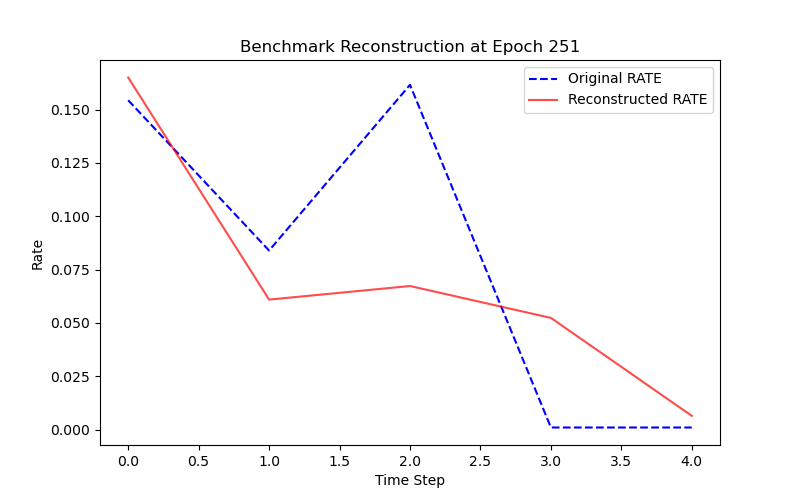 Benchmark Reconstruction at Epoch 251
Original RATE
Reconstructed RATE
0.150
0.125
0.100
0.075
0.050
0.025
0.000
Rate
0.0 0.5 1.0 1.5 2.0 2.5 3.0 3.5 4.0
Time Step